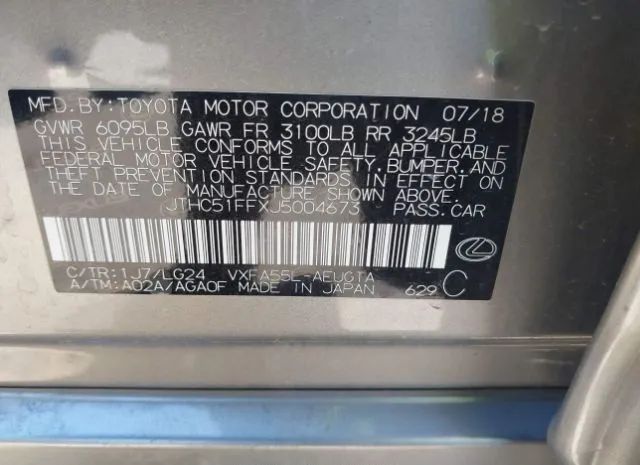 MFD.BY:TOYOTA MOTOR CORPORATION 07/18
GVWR 6095LB GAWR FR 3100LB RR 3245LB
THIS VEHICLE CONFORMS TO ALL APPLICABLE
FEDERAL MOTOR VEHICLE SAFETY, BUMPER, AND
THEFT PREVENTION STANDARDS IN EFFECT ON
THE DATE OF MANUFACTURE SHOWN ABOVE.
JTHC51FFXJ5004673 PASS.CAR
C/TR:1J7/LG24 VXFA55L-AEUGTA
A/TM:A02A/AGA0F MADE IN JAPAN 629 C